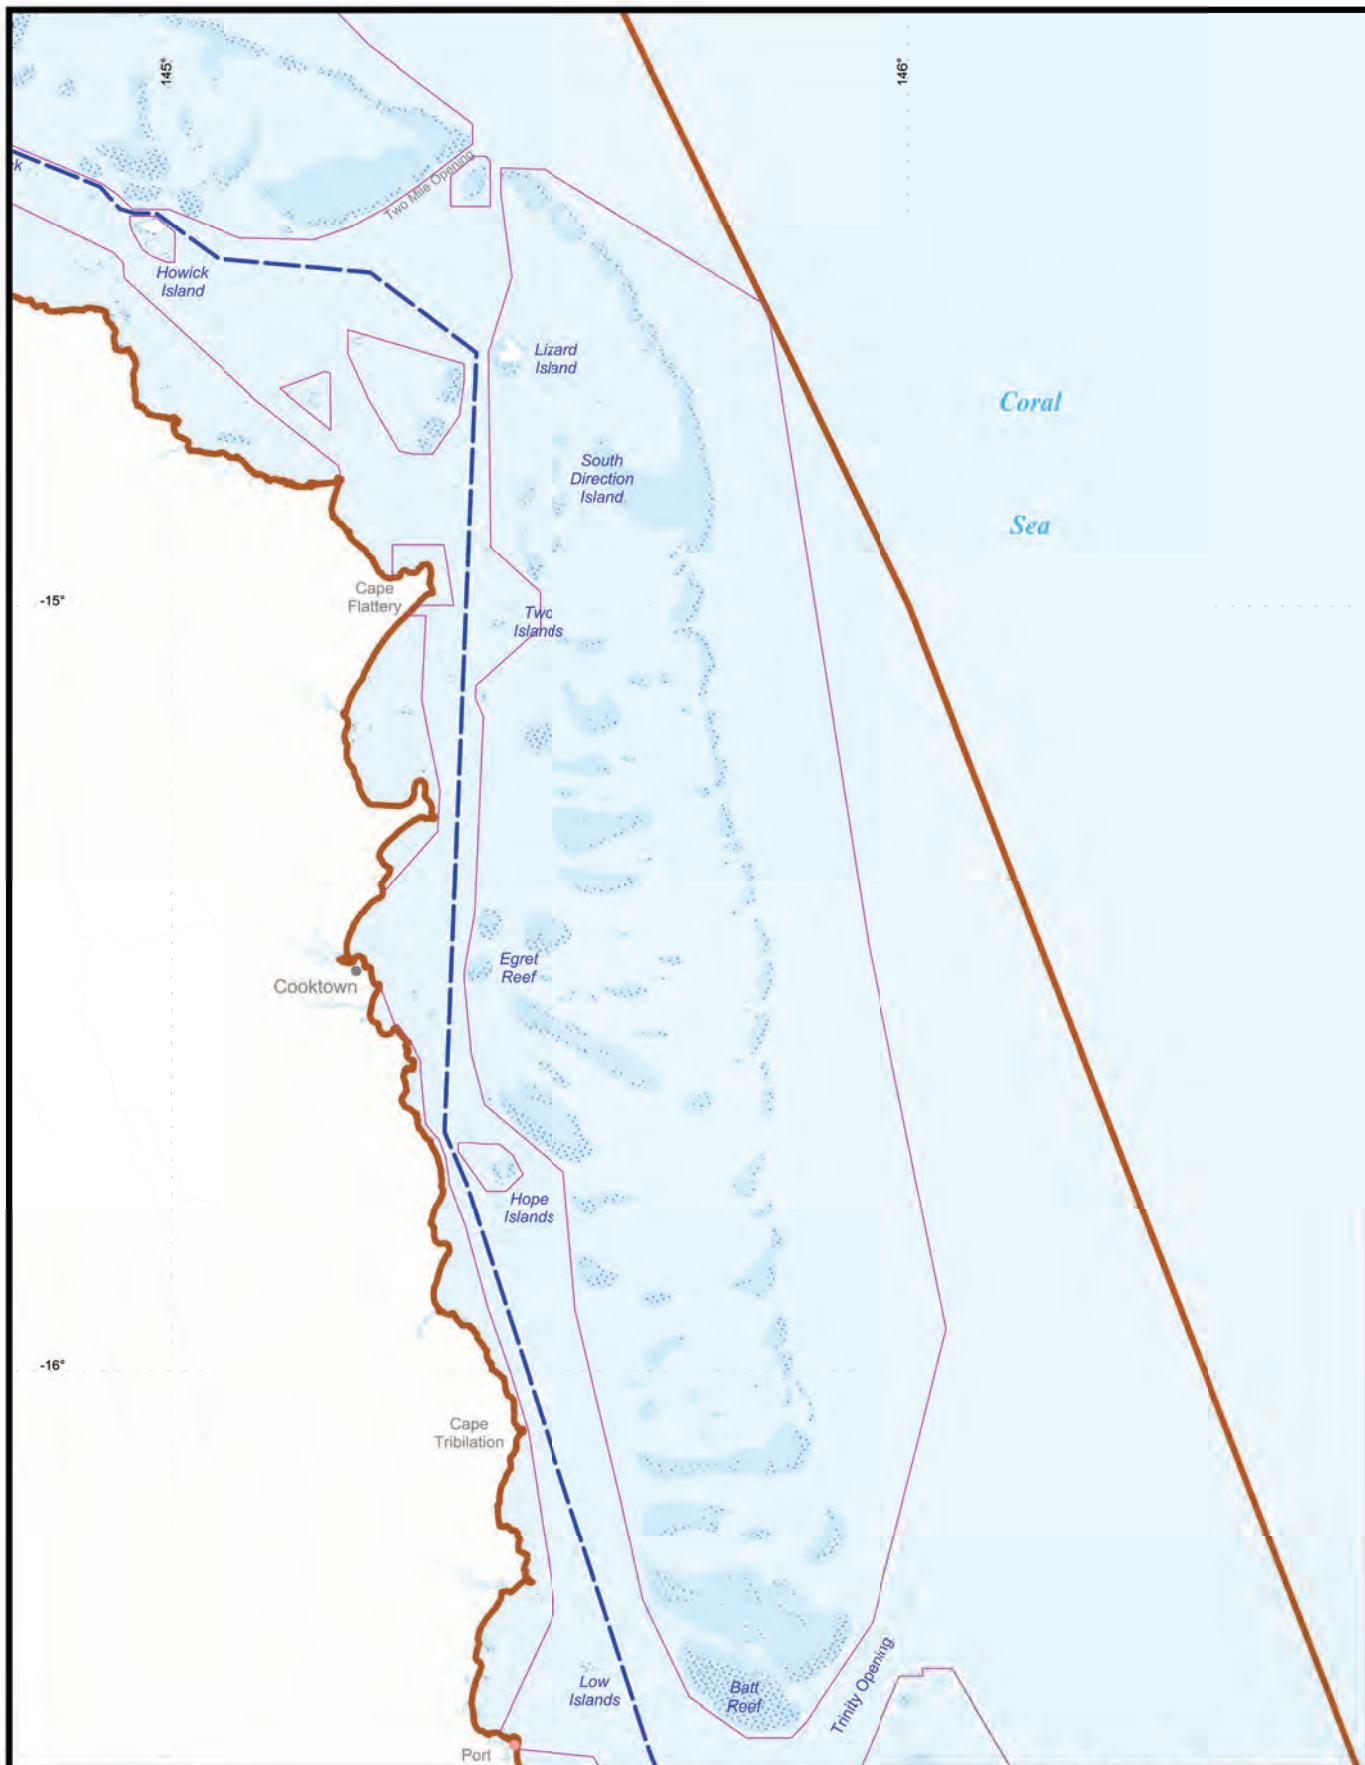 145°
146°
ck
Two Mile Opening
Howick
Island
Lizard
Island
Coral
South
Direction
Island
Sea
Cape
Flattery
-15°
Two
Islands
Egret
Reef
Cooktown
Hope
Islands
-16°
Cape
Tribilation
Low
Islands
Batt
Reef
Trinity Opening
Port